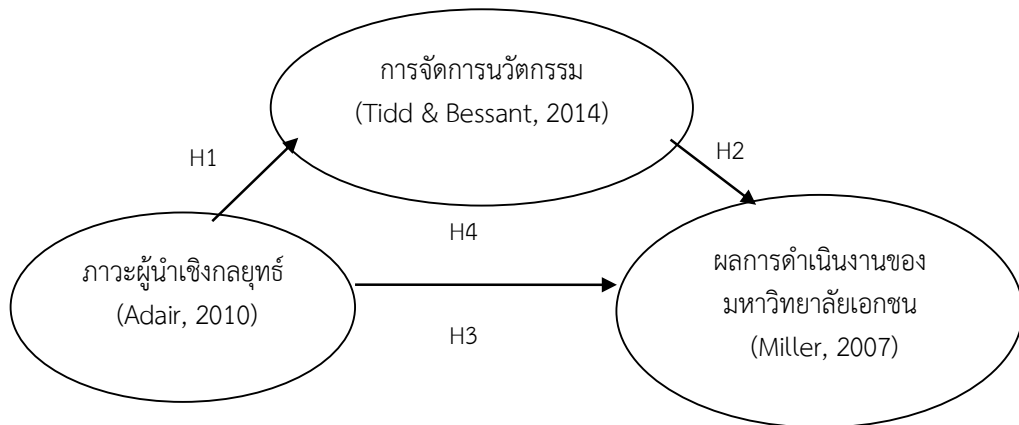 การจัดการนวัตกรรม
(Tidd & Bessant, 2014)
H1
H2
H4
ภาวะผู้นำเชิงกลยุทธ์
(Adair, 2010)
ผลการดำเนินงานของ
มหาวิทยาลัยเอกชน
(Miller, 2007)
H3